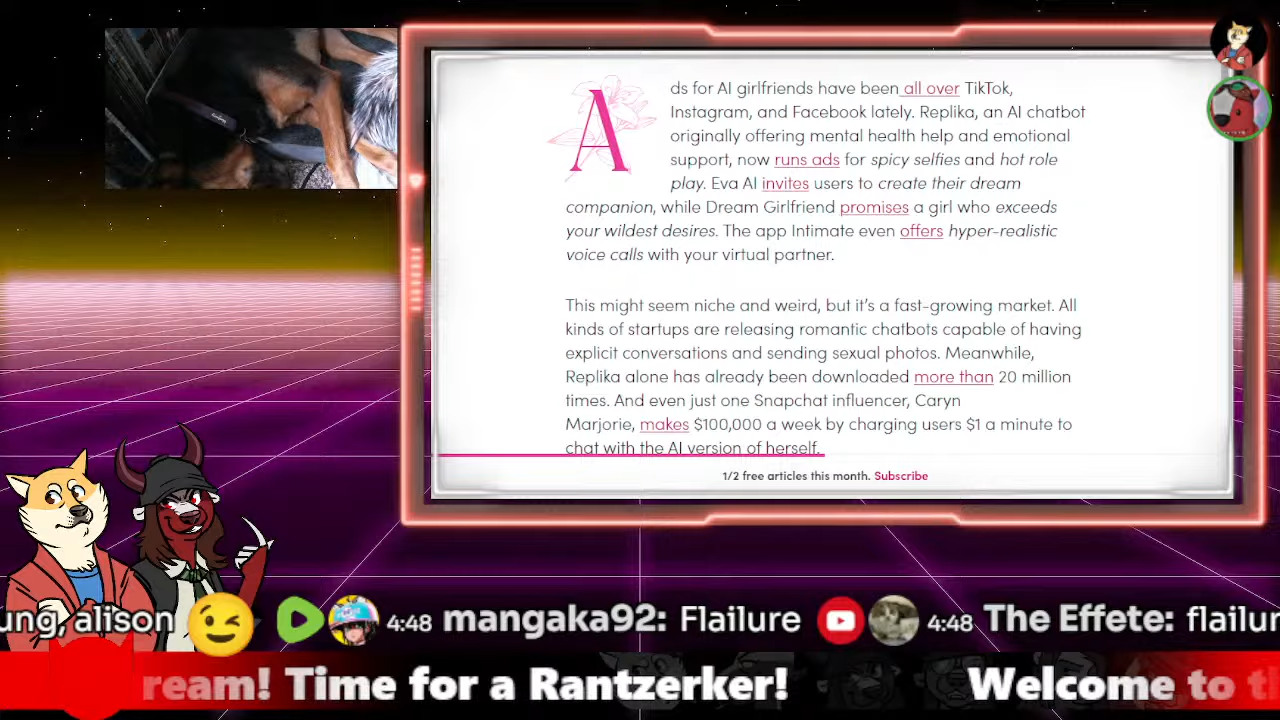 Ads for AI girlfriends have been all over TikTok,
Instagram, and Facebook lately. Replika, an AI chatbot
originally offering mental health help and emotional
support, now runs ads for spicy selfies and hot role
play. Eva AI invites users to create their dream
companion, while Dream Girlfriend promises a girl who exceeds
your wildest desires. The app Intimate even offers hyper-realistic
voice calls with your virtual partner.
This might seem niche and weird, but it’s a fast-growing market. All
kinds of startups are releasing romantic chatbots capable of having
explicit conversations and sending sexual photos. Meanwhile,
Replika alone has already been downloaded more than 20 million
times. And even just one Snapchat influencer, Caryn
Marjorie, makes $100,000 a week by charging users $1 a minute to
chat with the AI version of herself.
1/2 free articles this month. Subscribe
ung, alison 4:48 mangaka92: Flailure 4:48 The Effete: flailur
ream! Time for a Rantzerker! Welcome to th